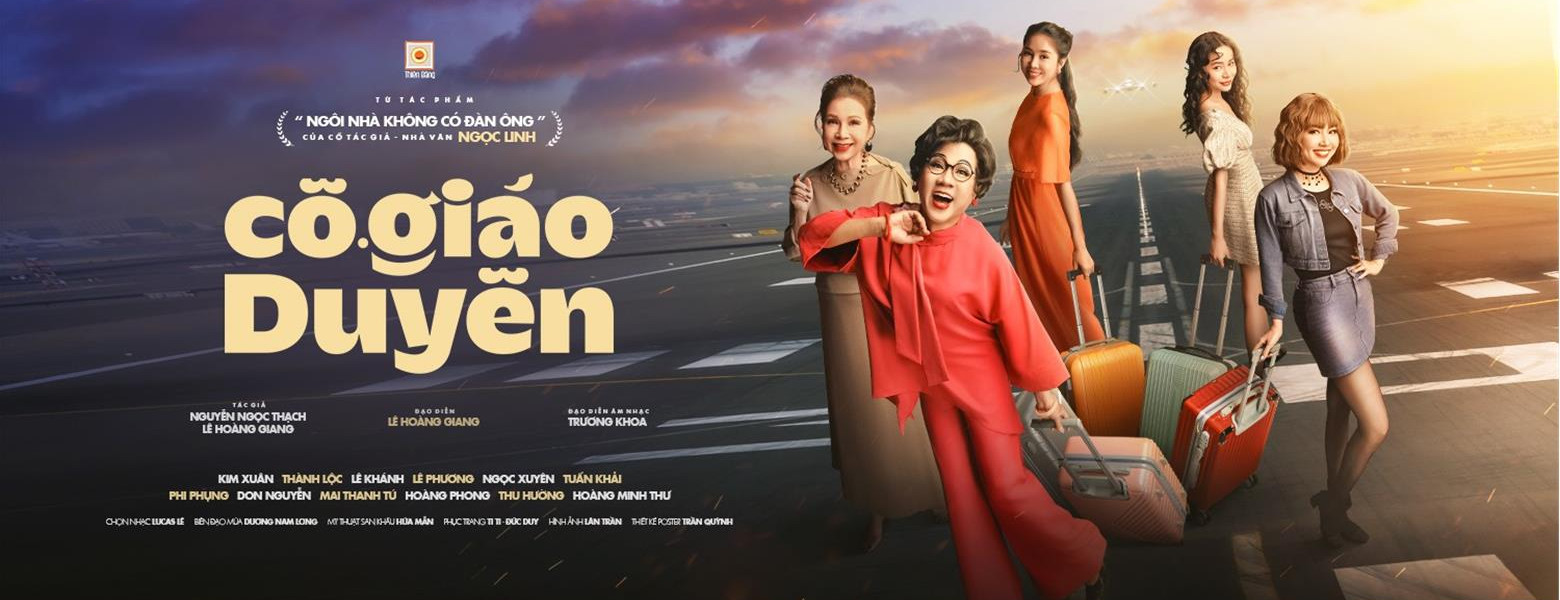 Thiên Đăng
TỪ TÁC PHẨM
“ NGÔI NHÀ KHÔNG CÓ ĐÀN ÔNG ”
CỦA CỐ TÁC GIẢ - NHÀ VĂN NGỌC LINH
cô giáo
Duyên
TÁC GIẢ
NGUYỄN NGỌC THẠCH
LÊ HOÀNG GIANG
ĐẠO DIỄN
LÊ HOÀNG GIANG
ĐẠO DIỄN ÂM NHẠC
TRƯƠNG KHOA
KIM XUÂN THÀNH LỘC LÊ KHÁNH LÊ PHƯƠNG NGỌC XUYÊN TUẤN KHẢI
PHI PHỤNG DON NGUYỄN MAI THANH TÚ HOÀNG PHONG THU HƯỜNG HOÀNG MINH THƯ
CHỌN NHẠC LUCAS LÊ BIÊN ĐẠO MÚA DƯƠNG NAM LONG MỸ THUẬT SÂN KHẤU HỨA MẪN PHỤC TRANG TI TI - ĐỨC DUY HÌNH ẢNH LÂN TRẦN THIẾT KẾ POSTER TRẦN QUỲNH